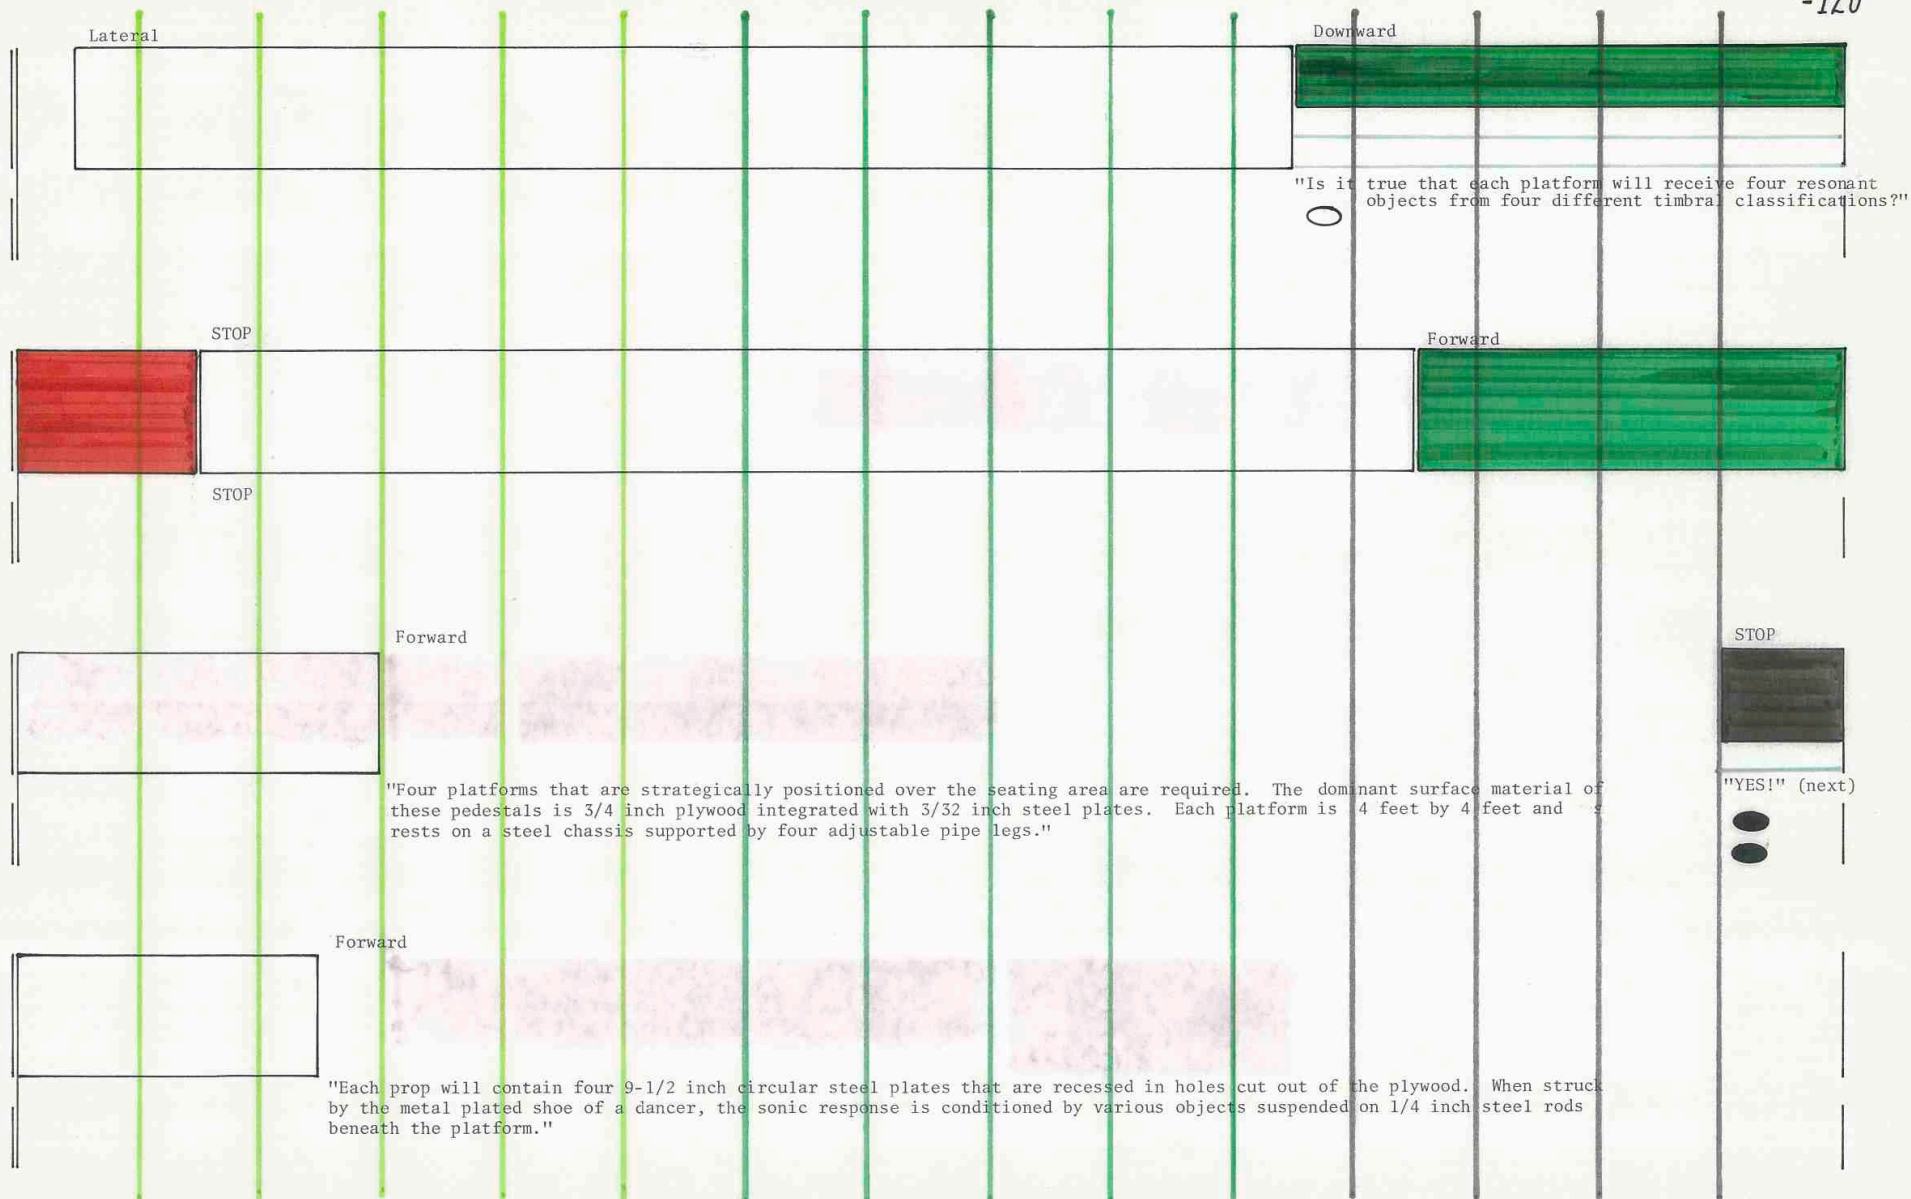 -120
Lateral
Downward
"Is it true that each platform will receive four resonant
objects from four different timbral classifications?"
STOP
Forward
STOP
Forward
STOP
"Four platforms that are strategically positioned over the seating area are required. The dominant surface material of
these pedestals is 3/4 inch plywood integrated with 3/32 inch steel plates. Each platform is 4 feet by 4 feet and s
rests on a steel chassis supported by four adjustable pipe legs."
"YES!" (next)
Forward
"Each prop will contain four 9-1/2 inch circular steel plates that are recessed in holes cut out of the plywood. When struck
by the metal plated shoe of a dancer, the sonic response is conditioned by various objects suspended on 1/4 inch steel rods
beneath the platform."